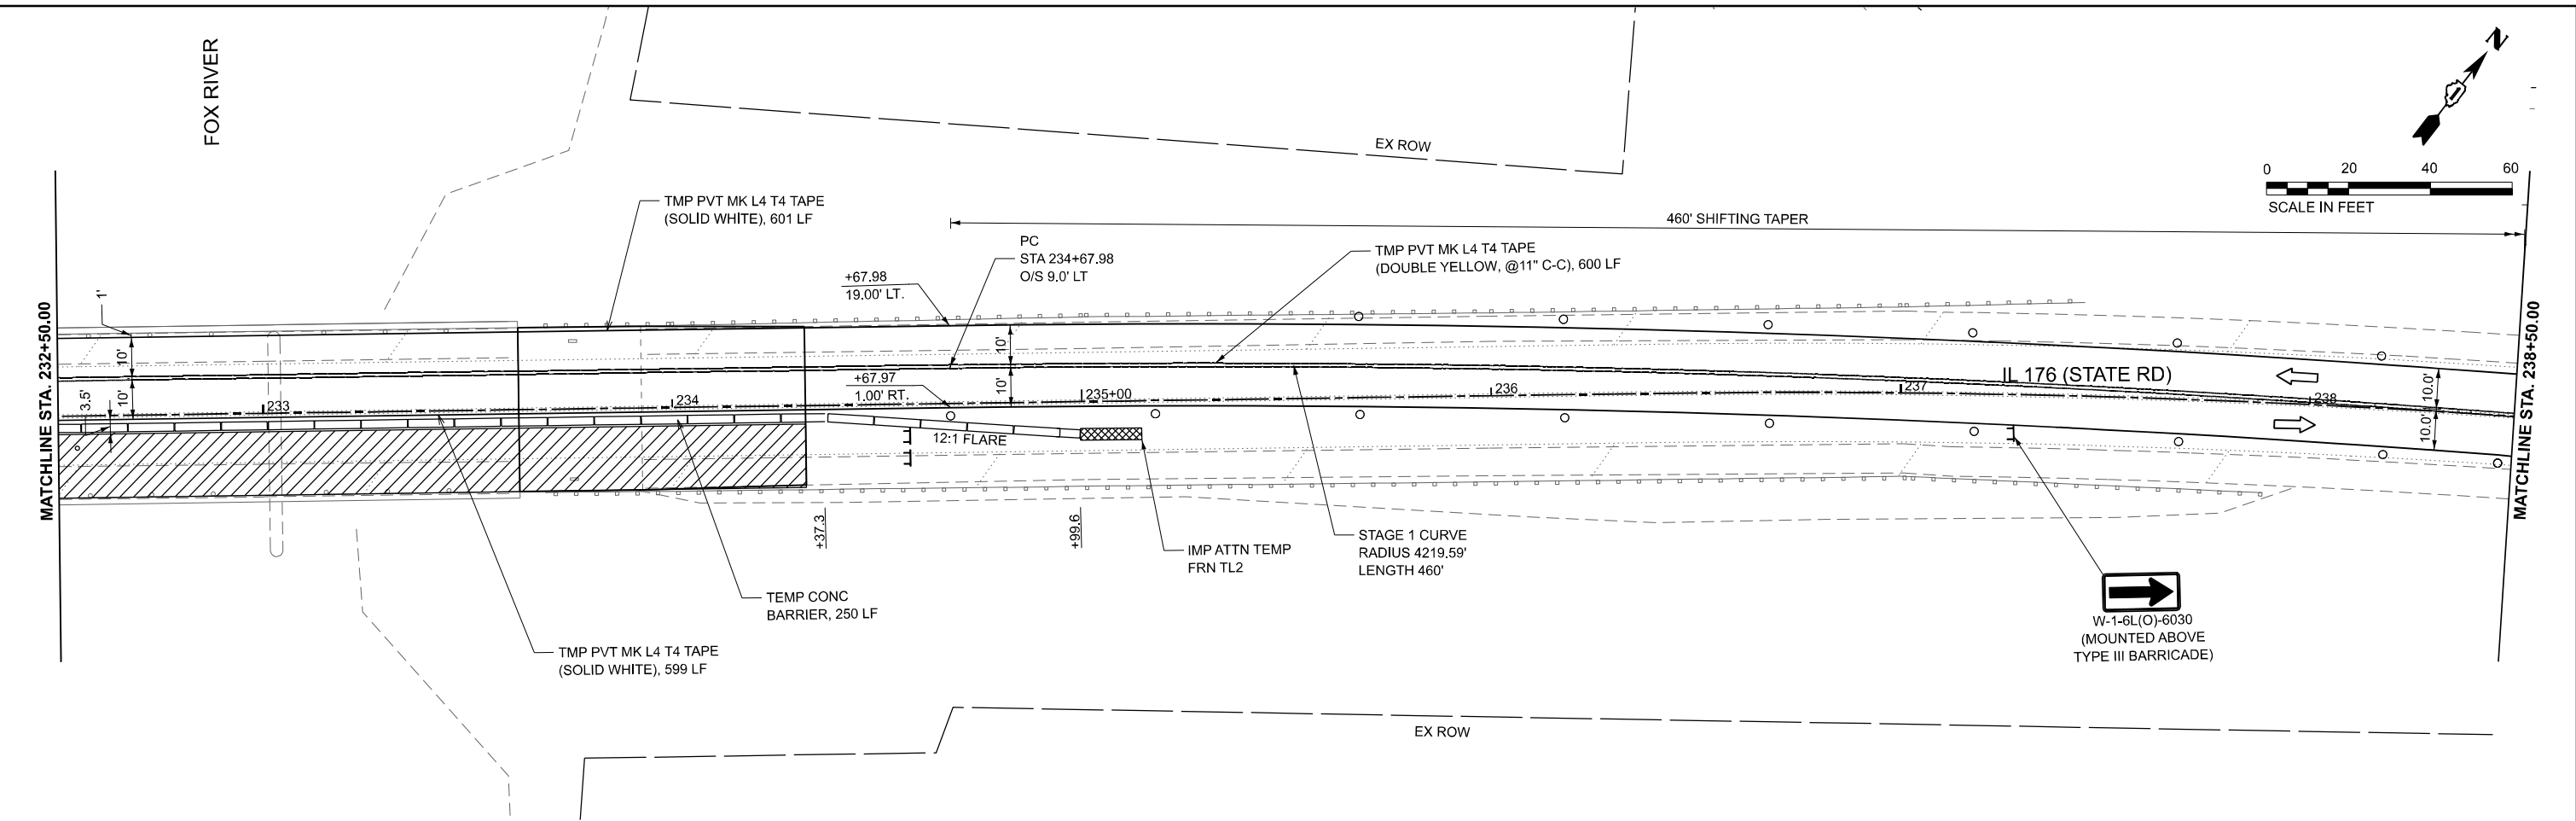 FOX RIVER
N
EX ROW
0 20 40 60
SCALE IN FEET
TMP PVT MK L4 T4 TAPE
(SOLID WHITE), 601 LF
460' SHIFTING TAPER
PC
STA 234+67.98
O/S 9.0' LT
TMP PVT MK L4 T4 TAPE
(DOUBLE YELLOW, @11" C-C), 600 LF
+67.98
19.00' LT.
1'
MATCHLINE STA. 232+50.00
10'
10'
3.5'
10'
10'
+67.97
1.00' RT.
233
234
235+00
236
237
238
IL 176 (STATE RD)
10.0'
10.0'
MATCHLINE STA. 238+50.00
12:1 FLARE
+37.3
+99.6
IMP ATTN TEMP
FRN TL2
STAGE 1 CURVE
RADIUS 4219.59'
LENGTH 460'
TEMP CONC
BARRIER, 250 LF
TMP PVT MK L4 T4 TAPE
(SOLID WHITE), 599 LF
W-1-6L(O)-6030
(MOUNTED ABOVE
TYPE III BARRICADE)
EX ROW